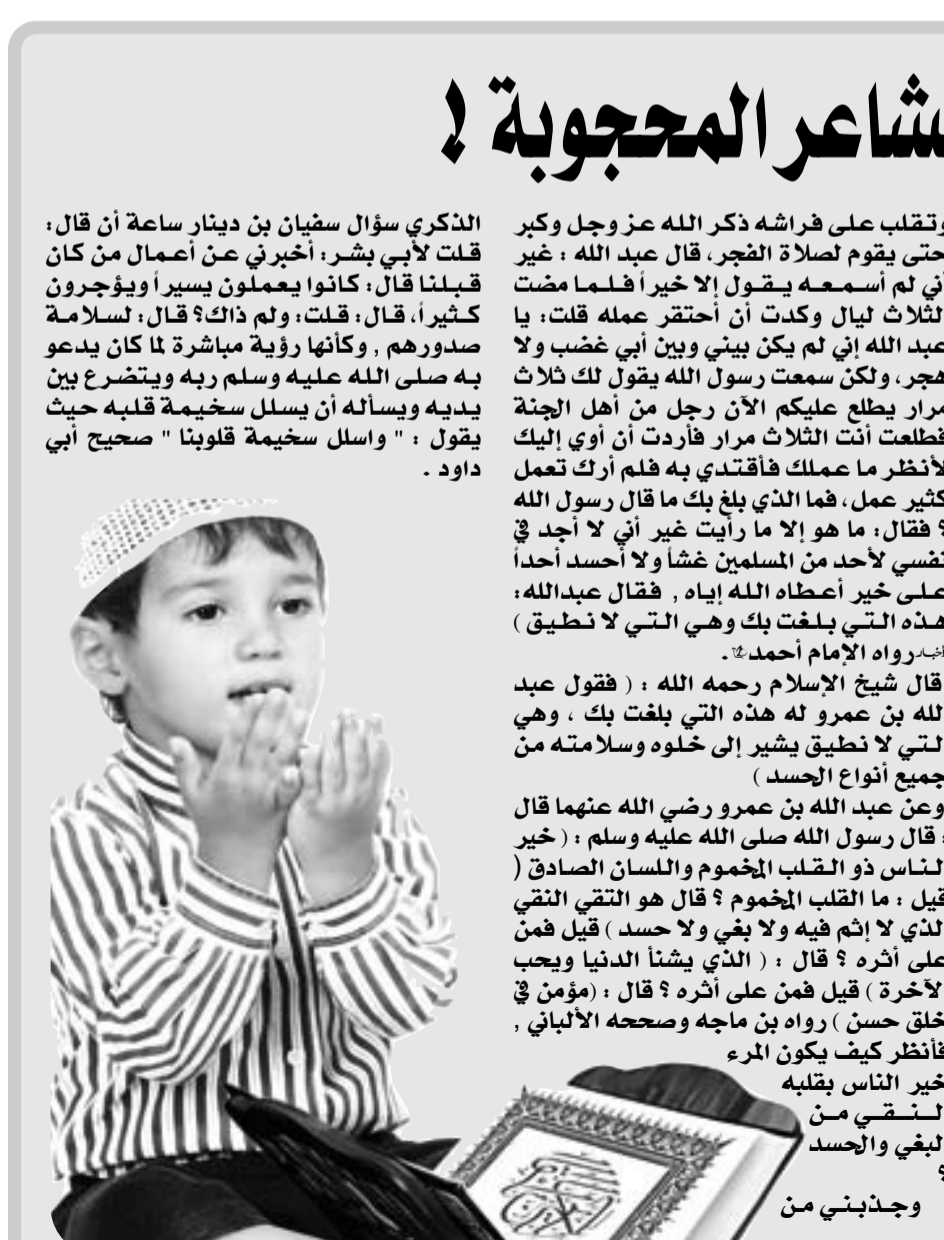 شاعر المحجوبة !
وتقلب على فراشه ذكر الله عز وجل وكبر
حتى يقوم لصلاة الفجر، قال عبد الله : غير
أني لم أسمعه يقول إلا خيراً فلما مضت
الثلاث ليال وكدت أن أحتقر عمله قلت: يا
عبد الله إني لم يكن بيني وبين أبي غضب ولا
هجر، ولكن سمعت رسول الله يقول لك ثلاث
مرار يطلع عليكم الآن رجل من أهل الجنة
فطلعت أنت الثلاث مرار فأردت أن أوي إليك
لأنظر ما عملك فأقتدي به فلم أرك تعمل
كثير عمل، فما الذي بلغ بك ما قال رسول الله
؟ فقال: ما هو إلا ما رأيت غير أني لا أجد في
نفسي لأحد من المسلمين غشاً ولا أحسد أحداً
على خير أعطاه الله إياه , فقال عبدالله:
هذه التي بلغت بك وهي التي لا نطيق )
رواه الإمام أحمد .
قال شيخ الإسلام رحمه الله : ( فقول عبد
لله بن عمرو له هذه التي بلغت بك ، وهي
لتي لا نطيق يشير إلى خلوه وسلامته من
جميع أنواع الحسد )
وعن عبد الله بن عمرو رضي الله عنهما قال
: قال رسول الله صلى الله عليه وسلم : ( خير
لناس ذو القلب المخموم واللسان الصادق (
قيل : ما القلب المخموم ؟ قال هو التقي النقي
لذي لا إثم فيه ولا بغي ولا حسد ) قيل فمن
على أثره ؟ قال : ( الذي يشنأ الدنيا ويحب
لآخرة ) قيل فمن على أثره ؟ قال : (مؤمن في
خلق حسن ) رواه بن ماجه وصححه الألباني ,
فأنظر كيف يكون المرء
خير الناس بقلبه
لنقي من
لبغي والحسد
؟
وجذبني من
الذكري سؤال سفيان بن دينار ساعة أن قال:
قلت لأبي بشر: أخبرني عن أعمال من كان
قبلنا قال: كانوا يعملون يسيراً ويؤجرون
كثيراً، قال: قلت: ولم ذاك؟ قال: لسلامة
صدورهم , وكأنها رؤية مباشرة لما كان يدعو
به صلى الله عليه وسلم ربه ويتضرع بين
يديه ويسأله أن يسلل سخيمة قلبه حيث
يقول : " واسلل سخيمة قلوبنا " صحيح أبي
داود .
القرآن الكريم